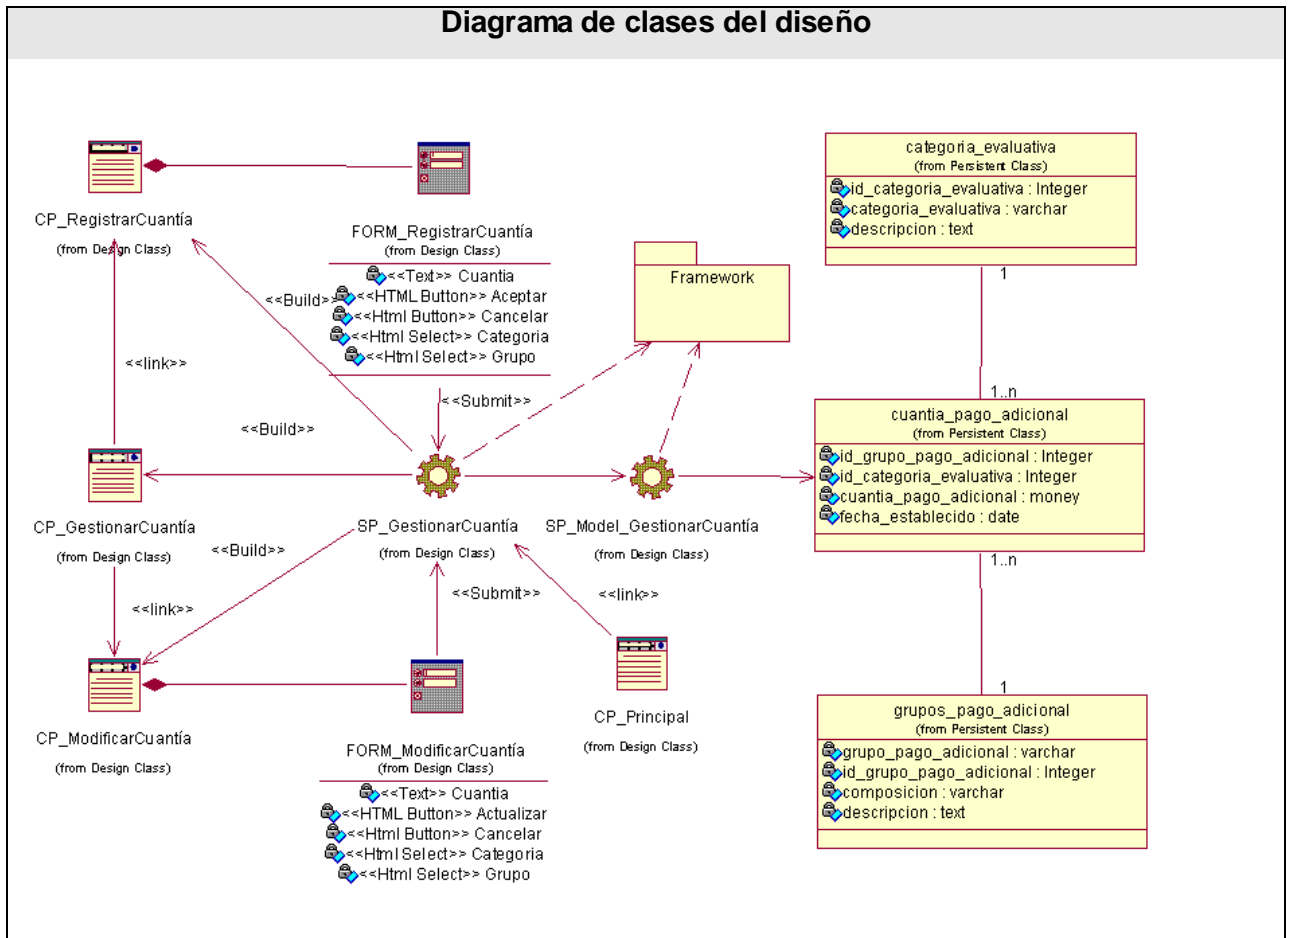 Diagrama de clases del diseño
CP_RegistrarCuantía
(from Design Class)
FORM_RegistrarCuantía
(from Design Class)
<<Text>> Cuantia
<<HTML Button>> Aceptar
<<Html Button>> Cancelar
<<Html Select>> Categoria
<<Html Select>> Grupo
<<Build>>
<<link>>
<<Submit>>
<<Build>>
Framework
categoria_evaluativa
(from Persistent Class)
id_categoria_evaluativa : Integer
categoria_evaluativa : varchar
descripcion : text
1
1..n
cuantia_pago_adicional
(from Persistent Class)
id_grupo_pago_adicional : Integer
id_categoria_evaluativa : Integer
cuantia_pago_adicional : money
fecha_establecido : date
1..n
CP_GestionarCuantía
(from Design Class)
SP_GestionarCuantía
(from Design Class)
SP_Model_GestionarCuantía
(from Design Class)
<<Build>>
<<link>>
<<Submit>>
<<link>>
CP_ModificarCuantía
(from Design Class)
FORM_ModificarCuantía
(from Design Class)
<<Text>> Cuantia
<<HTML Button>> Actualizar
<<Html Button>> Cancelar
<<Html Select>> Categoria
<<Html Select>> Grupo
CP_Principal
(from Design Class)
1
grupos_pago_adicional
(from Persistent Class)
grupo_pago_adicional : varchar
id_grupo_pago_adicional : Integer
composicion : varchar
descripcion : text